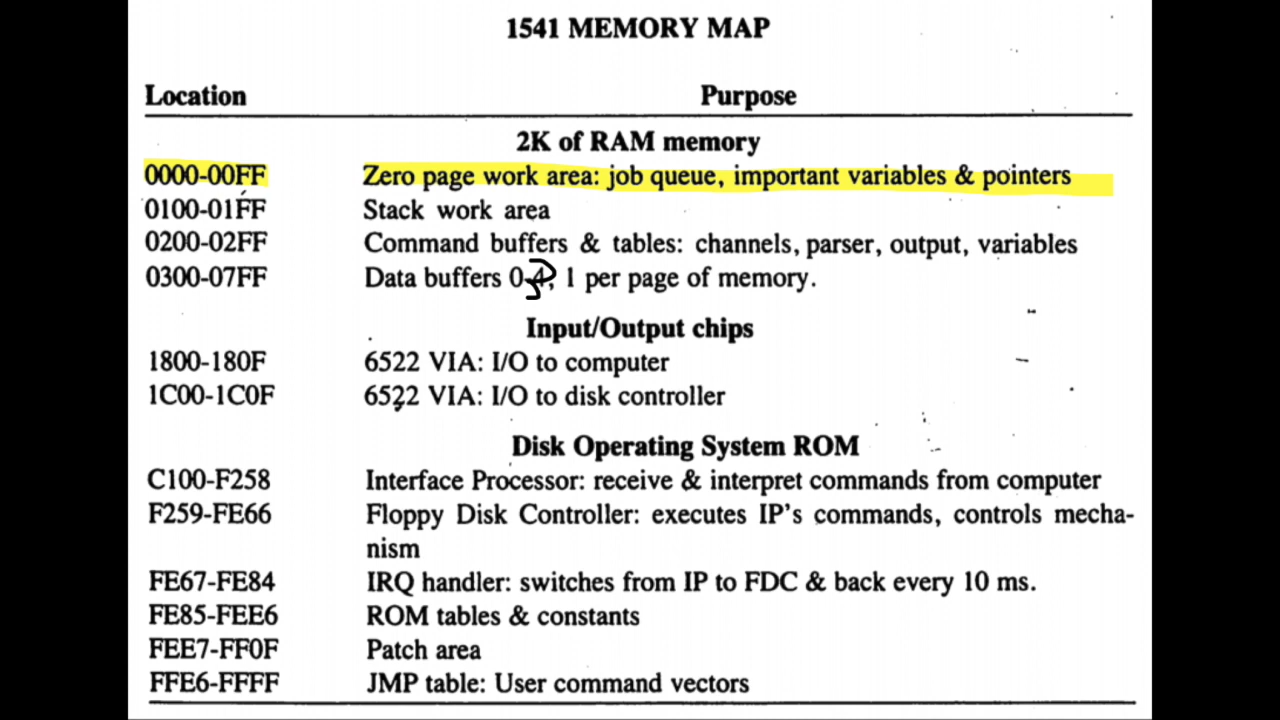 1541 MEMORY MAP
Location Purpose
2K of RAM memory
0000-00FF Zero page work area: job queue, important variables & pointers
0100-01FF Stack work area
0200-02FF Command buffers & tables: channels, parser, output, variables
0300-07FF Data buffers 0-4, 1 per page of memory.
Input/Output chips
1800-180F 6522 VIA: I/O to computer
1C00-1C0F 6522 VIA: I/O to disk controller
Disk Operating System ROM
C100-F258 Interface Processor: receive & interpret commands from computer
F259-FE66 Floppy Disk Controller: executes IP's commands, controls mecha-
nism
FE67-FE84 IRQ handler: switches from IP to FDC & back every 10 ms.
FE85-FEE6 ROM tables & constants
FEE7-FF0F Patch area
FFE6-FFFF JMP table: User command vectors